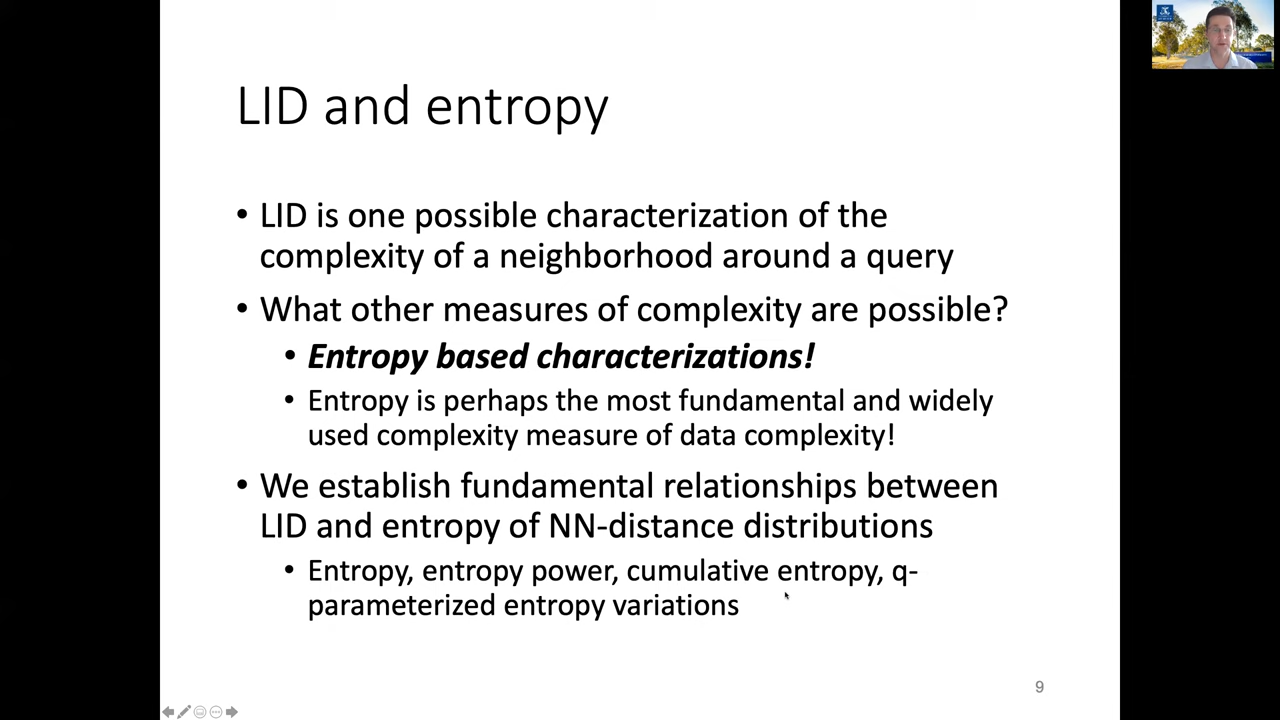 LID and entropy
• LID is one possible characterization of the
complexity of a neighborhood around a query
• What other measures of complexity are possible?
• Entropy based characterizations!
• Entropy is perhaps the most fundamental and widely
used complexity measure of data complexity!
• We establish fundamental relationships between
LID and entropy of NN-distance distributions
• Entropy, entropy power, cumulative entropy, q-
parameterized entropy variations
9